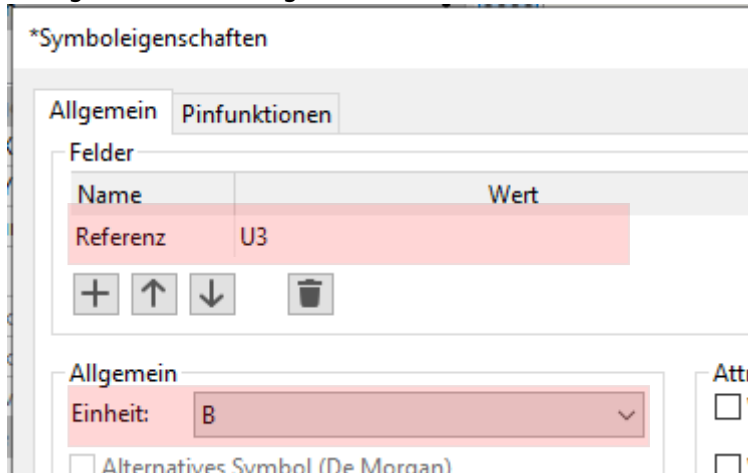 *Symboleigenschaften
Allgemein Pinfunktionen
Felder
Name Wert
Referenz U3
Allgemein
Einheit: B
Alternatives Symbol (De Morgan)